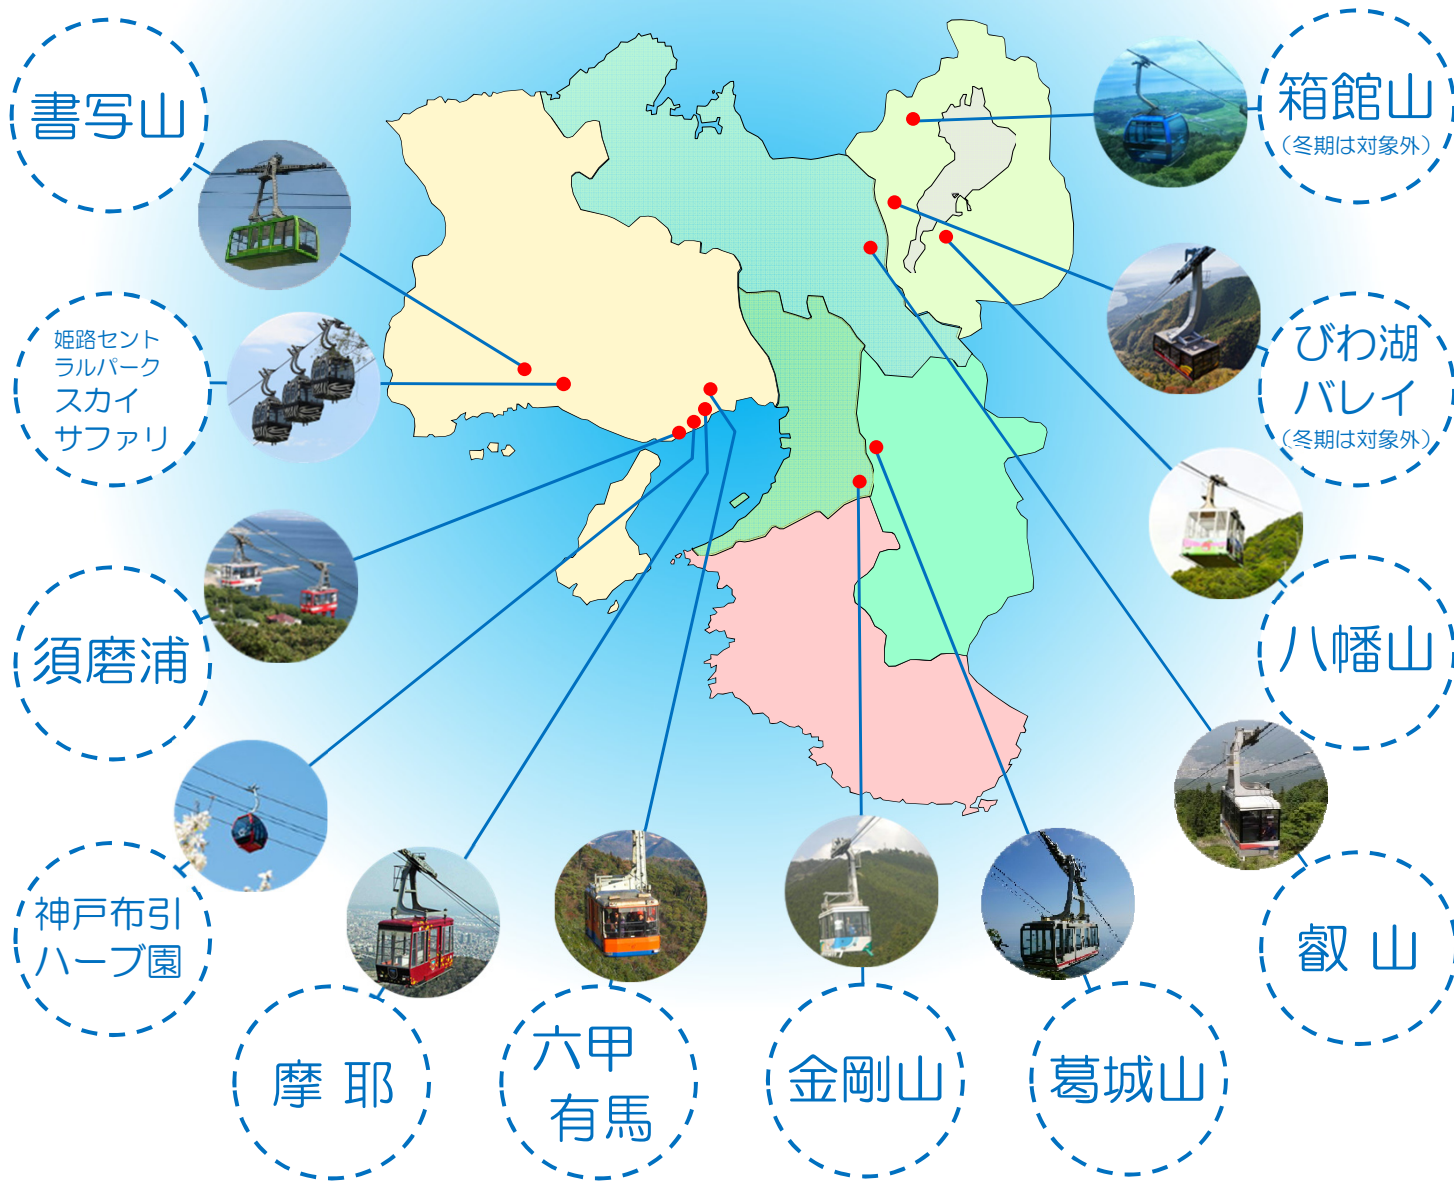 書写山
箱館山
（冬期は対象外）
姫路セント
ラルパーク
スカイ
サファリ
びわ湖
バレイ
（冬期は対象外）
須磨浦
八幡山
神戸布引
ハーブ園
叡 山
摩 耶
六甲
有馬
金剛山
葛城山